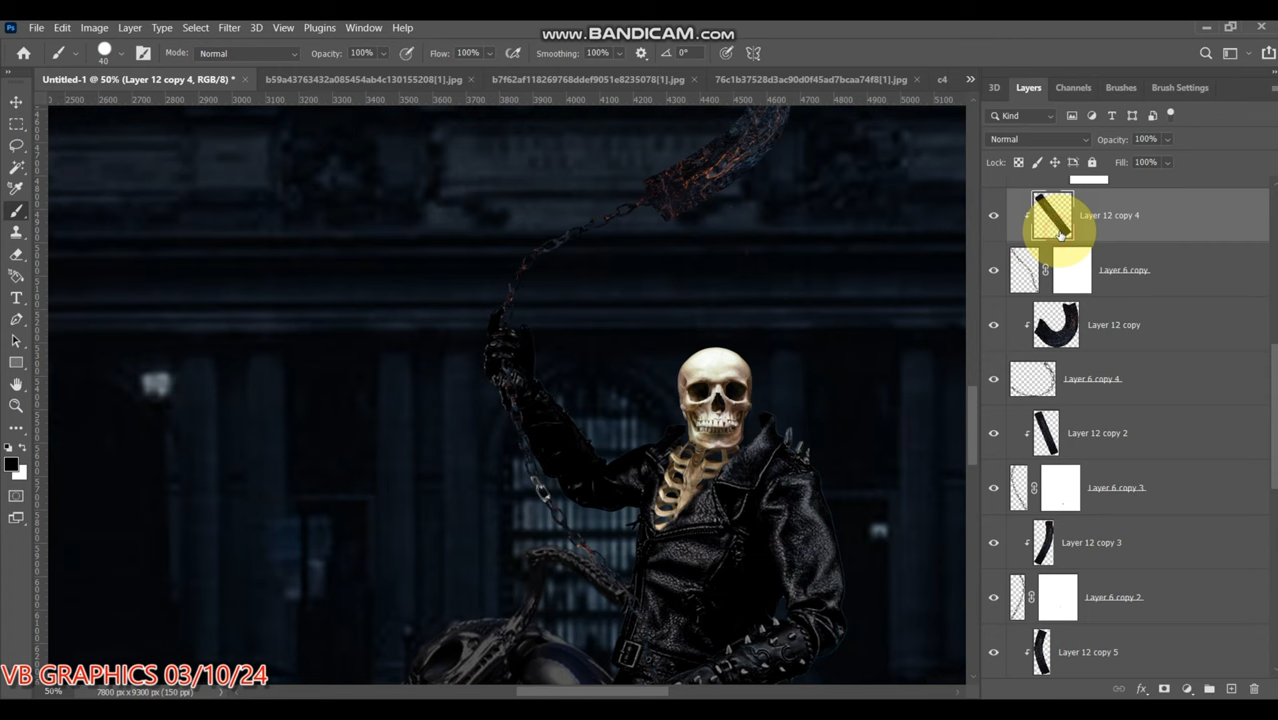 File Edit Image Layer Type Select Filter 3D View Plugins Window Help
www.BANDICAM.com
40 Mode: Normal Opacity: 100% Flow: 100% Smoothing: 100% 0°
Untitled-1 @ 50% (Layer 12 copy 4, RGB/8) * × b59a43763432a085454ab4c130155208[1].jpg × b7f62af118269768ddef9051e8235078[1].jpg × 76c1b37528d3ac90d0f45ad7bcaa74f8[1].jpg × c4
3D Layers Channels Brushes Brush Settings
2500 2600 2700 2800 2900 3000 3100 3200 3300 3400 3500 3600 3700 3800 3900 4000 4100 4200 4300 4400 4500 4600 4700 4800 4900 5000 5100
Kind
Normal Opacity: 100%
Lock: Fill: 100%
Layer 12 copy 4
Layer 6 copy
Layer 12 copy
Layer 6 copy 4
Layer 12 copy 2
Layer 6 copy 3
Layer 12 copy 3
Layer 6 copy 2
Layer 12 copy 5
VB GRAPHICS 03/10/24
50% 7800 px x 9300 px (150 ppi)
fx